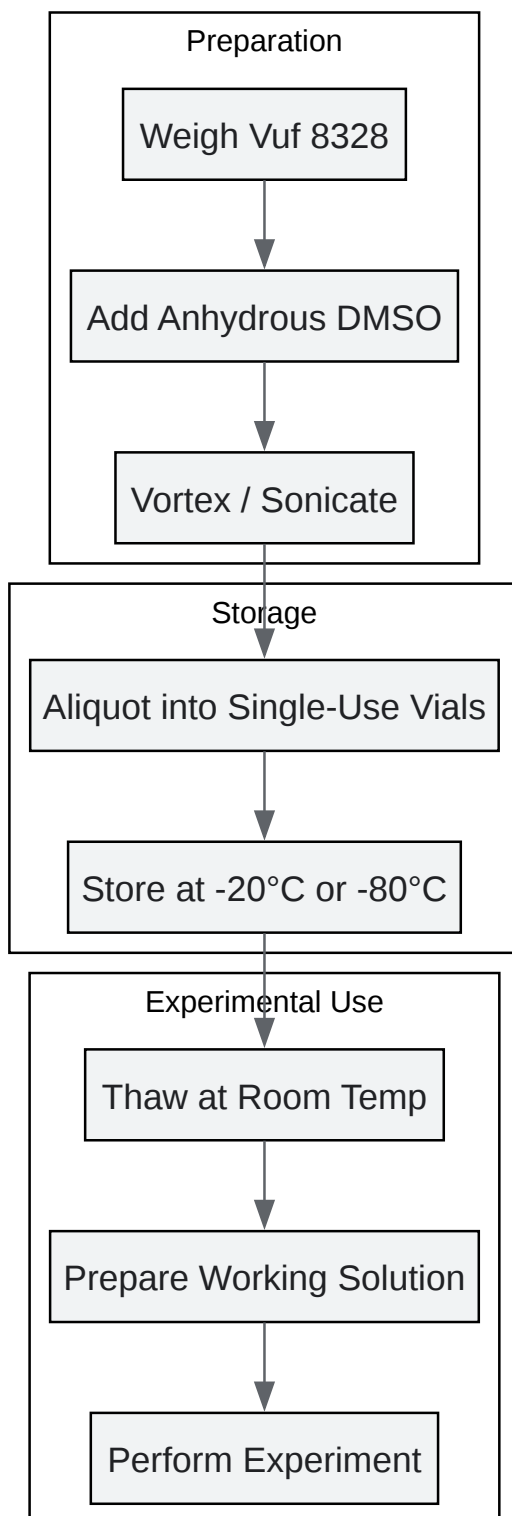 Preparation
Weigh Vuf 8328
Add Anhydrous DMSO
Vortex / Sonicate
Storage
Aliquot into Single-Use Vials
Store at -20°C or -80°C
Experimental Use
Thaw at Room Temp
Prepare Working Solution
Perform Experiment